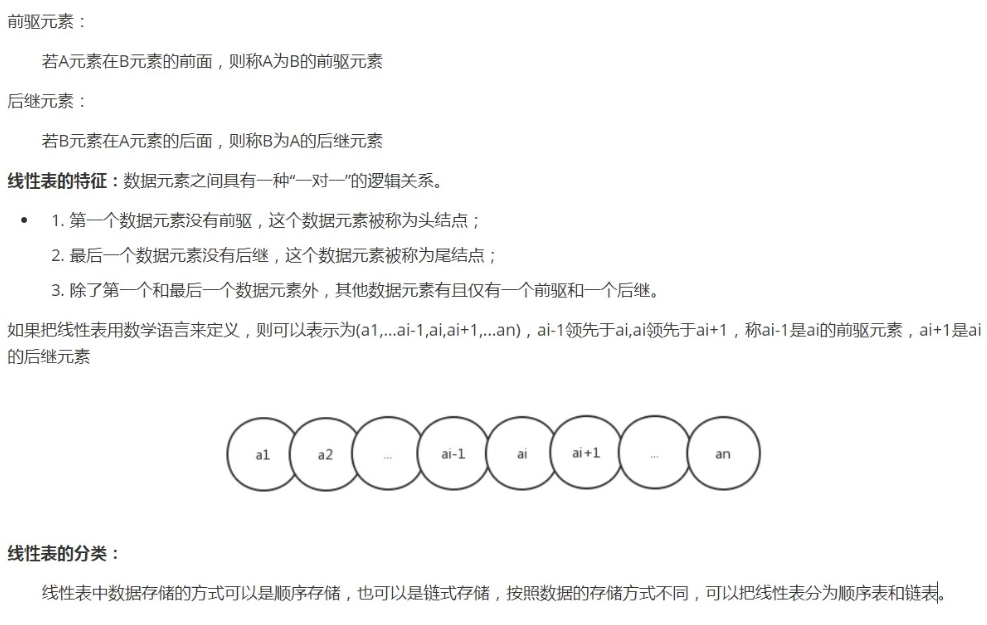 前驱元素：
若A元素在B元素的前面，则称A为B的前驱元素
后继元素：
若B元素在A元素的后面，则称B为A的后继元素
线性表的特征：数据元素之间具有一种“一对一”的逻辑关系。
• 1. 第一个数据元素没有前驱，这个数据元素被称为头结点；
2. 最后一个数据元素没有后继，这个数据元素被称为尾结点；
3. 除了第一个和最后一个数据元素外，其他数据元素有且仅有一个前驱和一个后继。
如果把线性表用数学语言来定义，则可以表示为(a1,...ai-1,ai,ai+1,...an)，ai-1领先于ai,ai领先于ai+1，称ai-1是ai的前驱元素，ai+1是ai
的后继元素
a1 a2 ... ai-1 ai ai+1 ... an
线性表的分类：
线性表中数据存储的方式可以是顺序存储，也可以是链式存储，按照数据的存储方式不同，可以把线性表分为顺序表和链表。